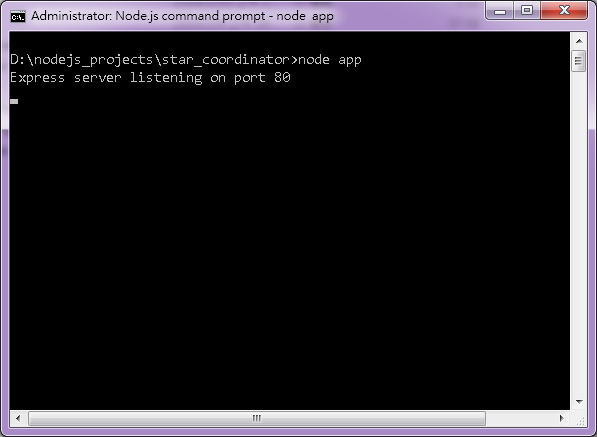 Administrator: Node.js command prompt - node  app
D:\nodejs_projects\star_coordinator>node app
Express server listening on port 80